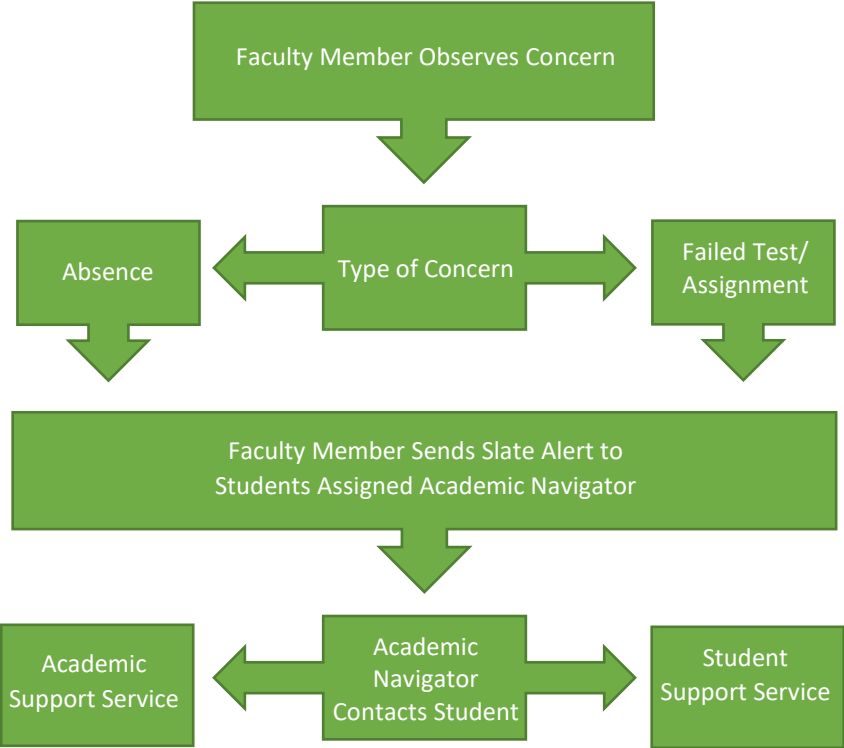 Faculty Member Observes Concern
Absence
Type of Concern
Failed Test/
Assignment
Faculty Member Sends Slate Alert to
Students Assigned Academic Navigator
Academic
Support Service
Academic
Navigator
Contacts Student
Student
Support Service